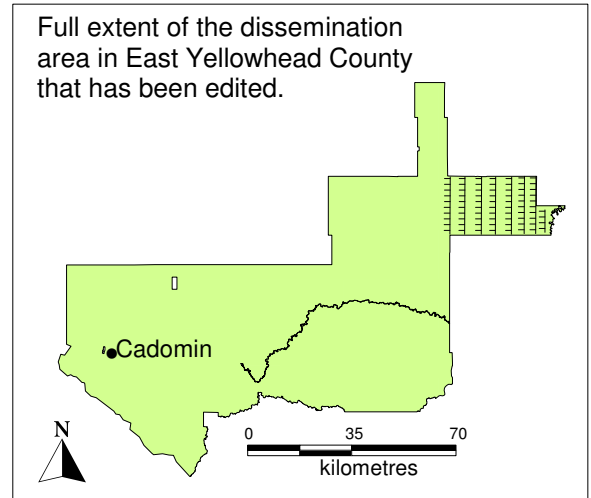 Full extent of the dissemination
area in East Yellowhead County
that has been edited.
Cadomin
N
0 35 70
kilometres